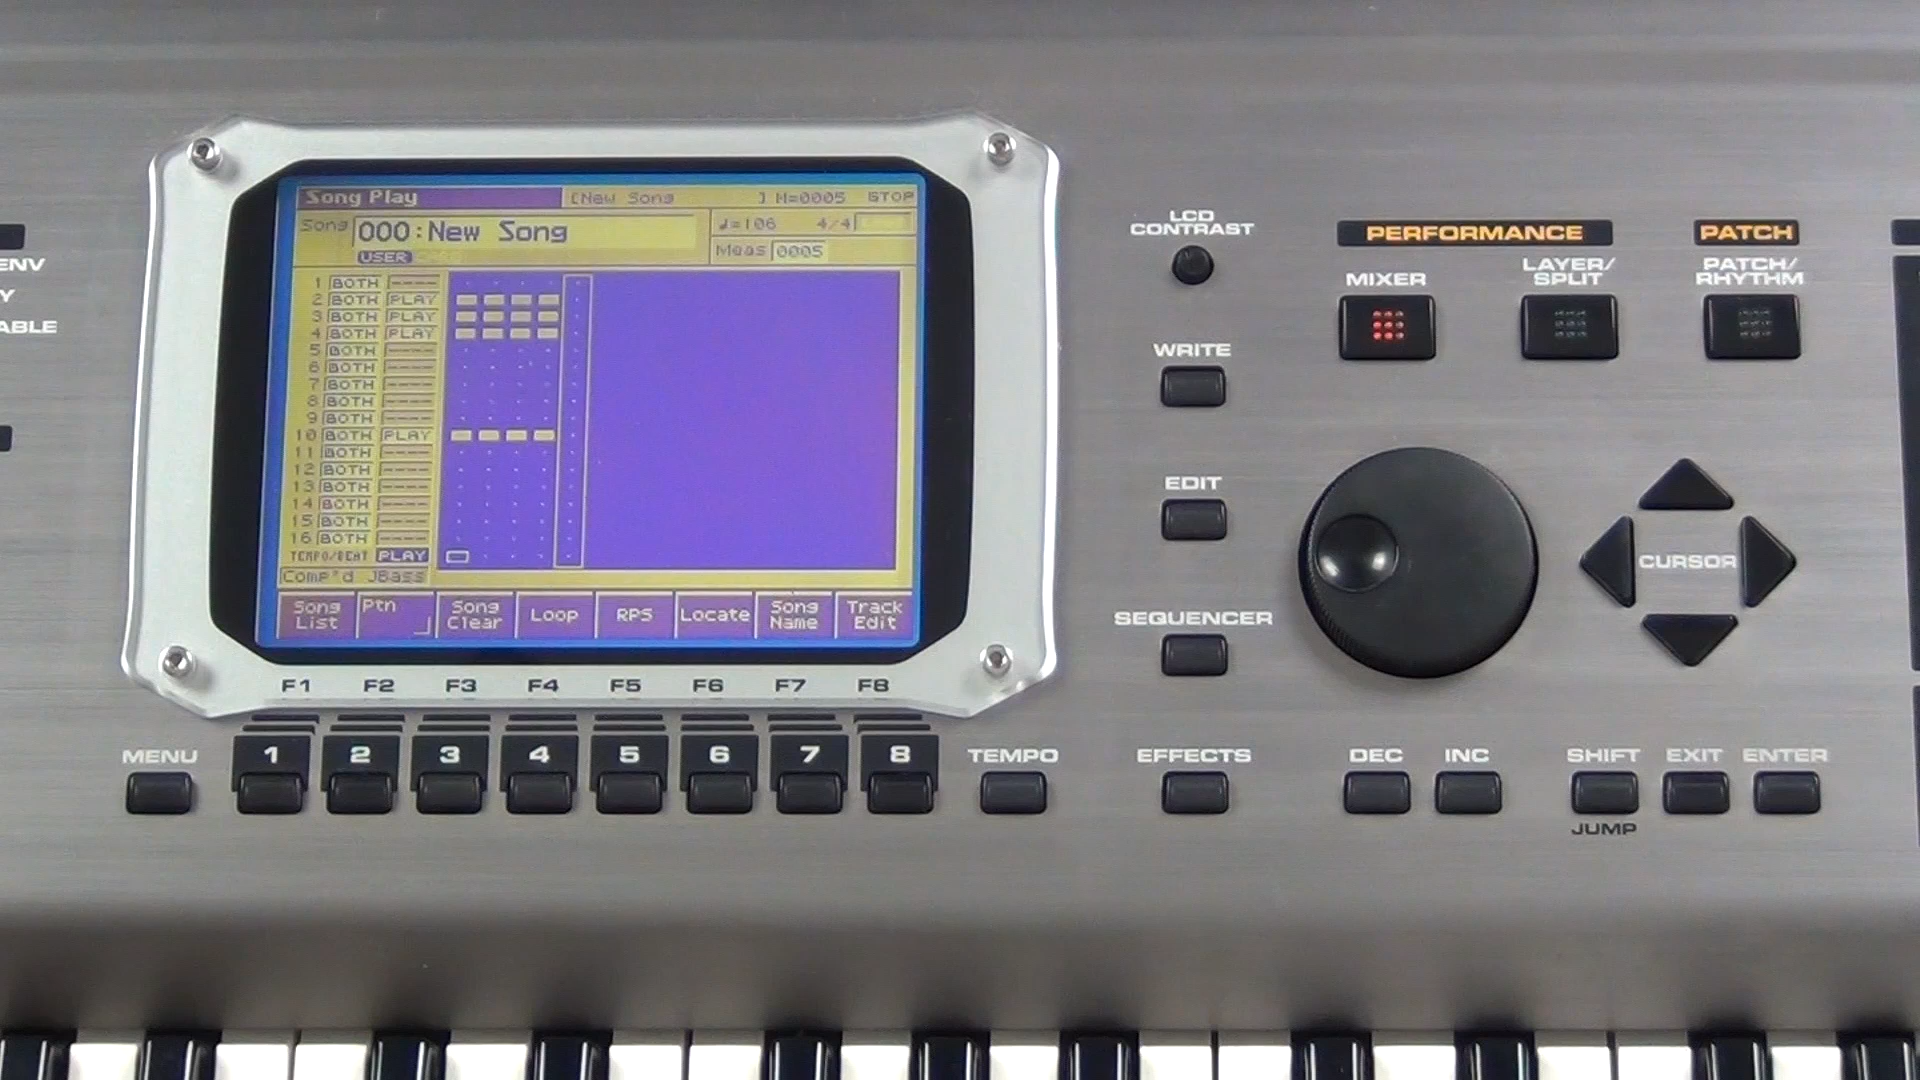 ENV
Y
ABLE
Song Play [New Song ] M=0005 STOP
Song 000:New Song ♩=106 4/4
USER Meas 0005
1 BOTH ----
2 BOTH PLAY
3 BOTH PLAY
4 BOTH PLAY
5 BOTH ----
6 BOTH ----
7 BOTH ----
8 BOTH ----
9 BOTH ----
10 BOTH PLAY
11 BOTH ----
12 BOTH ----
13 BOTH ----
14 BOTH ----
15 BOTH ----
16 BOTH ----
TEMPO/BEAT PLAY
Comp'd JBass
Song List Ptn Song Clear Loop RPS Locate Song Name Track Edit
F1 F2 F3 F4 F5 F6 F7 F8
MENU 1 2 3 4 5 6 7 8 TEMPO
LCD
CONTRAST
WRITE
EDIT
SEQUENCER
EFFECTS
PERFORMANCE PATCH
MIXER
LAYER/
SPLIT
PATCH/
RHYTHM
CURSOR
DEC INC SHIFT EXIT ENTER
JUMP